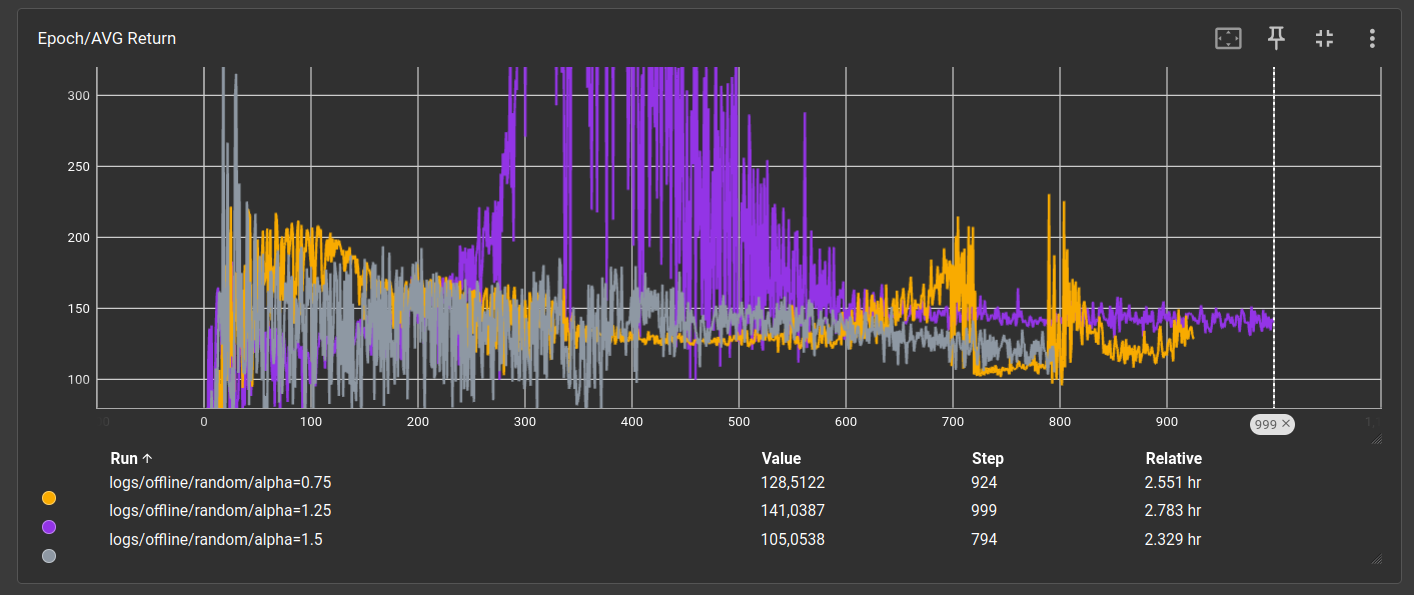 Epoch/AVG Return
300
250
200
150
100
0 100 200 300 400 500 600 700 800 900
999 ×
Run ↑ Value Step Relative
logs/offline/random/alpha=0.75 128,5122 924 2.551 hr
logs/offline/random/alpha=1.25 141,0387 999 2.783 hr
logs/offline/random/alpha=1.5 105,0538 794 2.329 hr